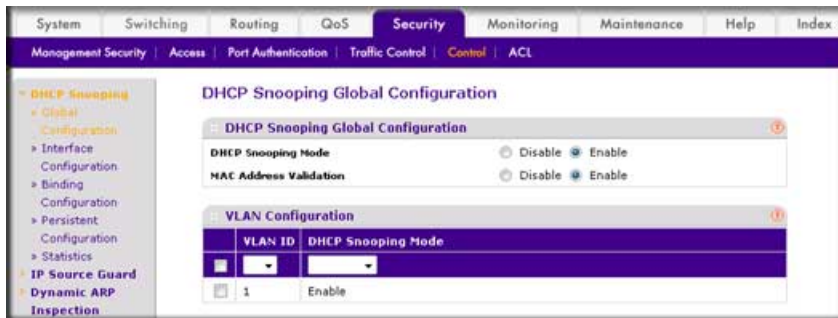 System Switching Routing QoS Security Monitoring Maintenance Help Index
Management Security | Access | Port Authentication | Traffic Control | Control | ACL
DHCP Snooping
» Global
Configuration
» Interface
Configuration
» Binding
Configuration
» Persistent
Configuration
» Statistics
IP Source Guard
Dynamic ARP
Inspection
DHCP Snooping Global Configuration
DHCP Snooping Global Configuration
DHCP Snooping Mode Disable Enable
MAC Address Validation Disable Enable
VLAN Configuration
VLAN ID DHCP Snooping Mode
1 Enable